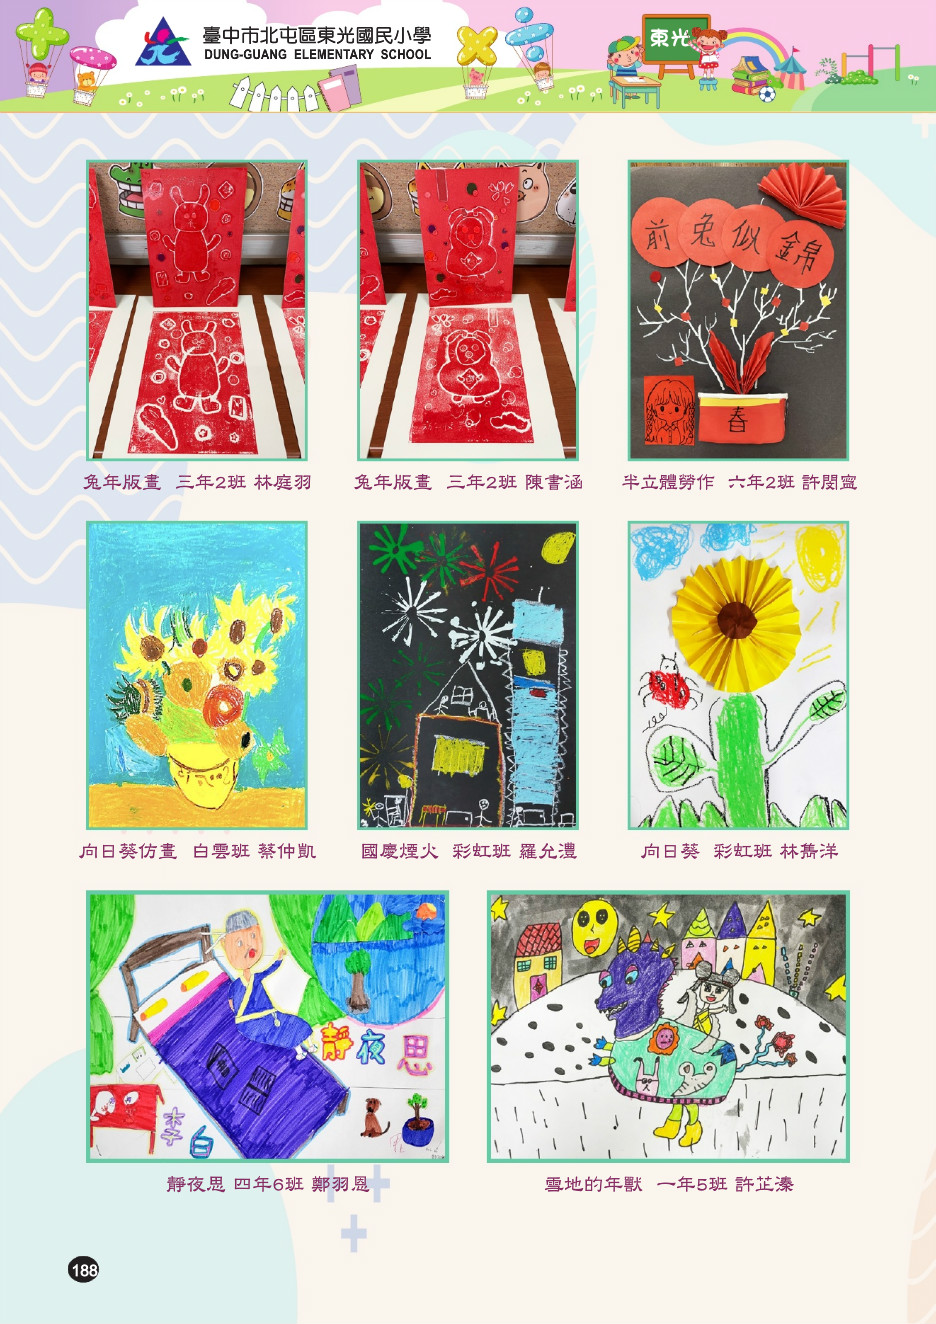 臺中市北屯區東光國民小學
DUNG-GUANG ELEMENTARY SCHOOL
東光
前兔似錦
春
兔年版畫 三年2班 林庭羽
兔年版畫 三年2班 陳書涵
半立體勞作 六年2班 許閔甯
向日葵仿畫 白雲班 蔡仲凱
國慶煙火 彩虹班 羅允澧
向日葵 彩虹班 林雋洋
靜夜思
李白
靜夜思 四年6班 鄭羽恩
雪地的年獸 一年5班 許芷溱
188